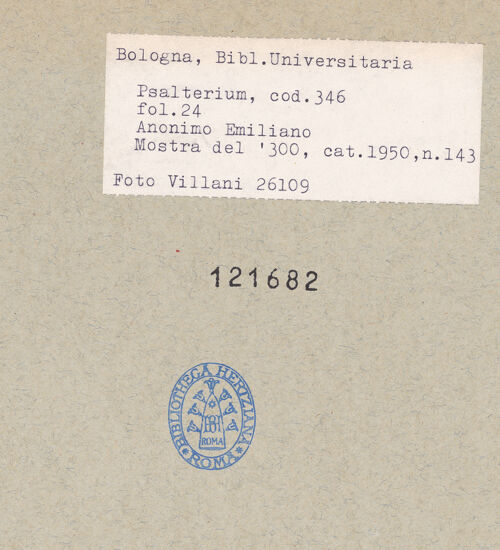 Bologna, Bibl.Universitaria
Psalterium, cod.346
fol.24
Anonimo Emiliano
Mostra del '300, cat.1950,n.143
Foto Villani 26109
121682
BIBLIOTHECA HERTZIANA
ROMA
ROMA